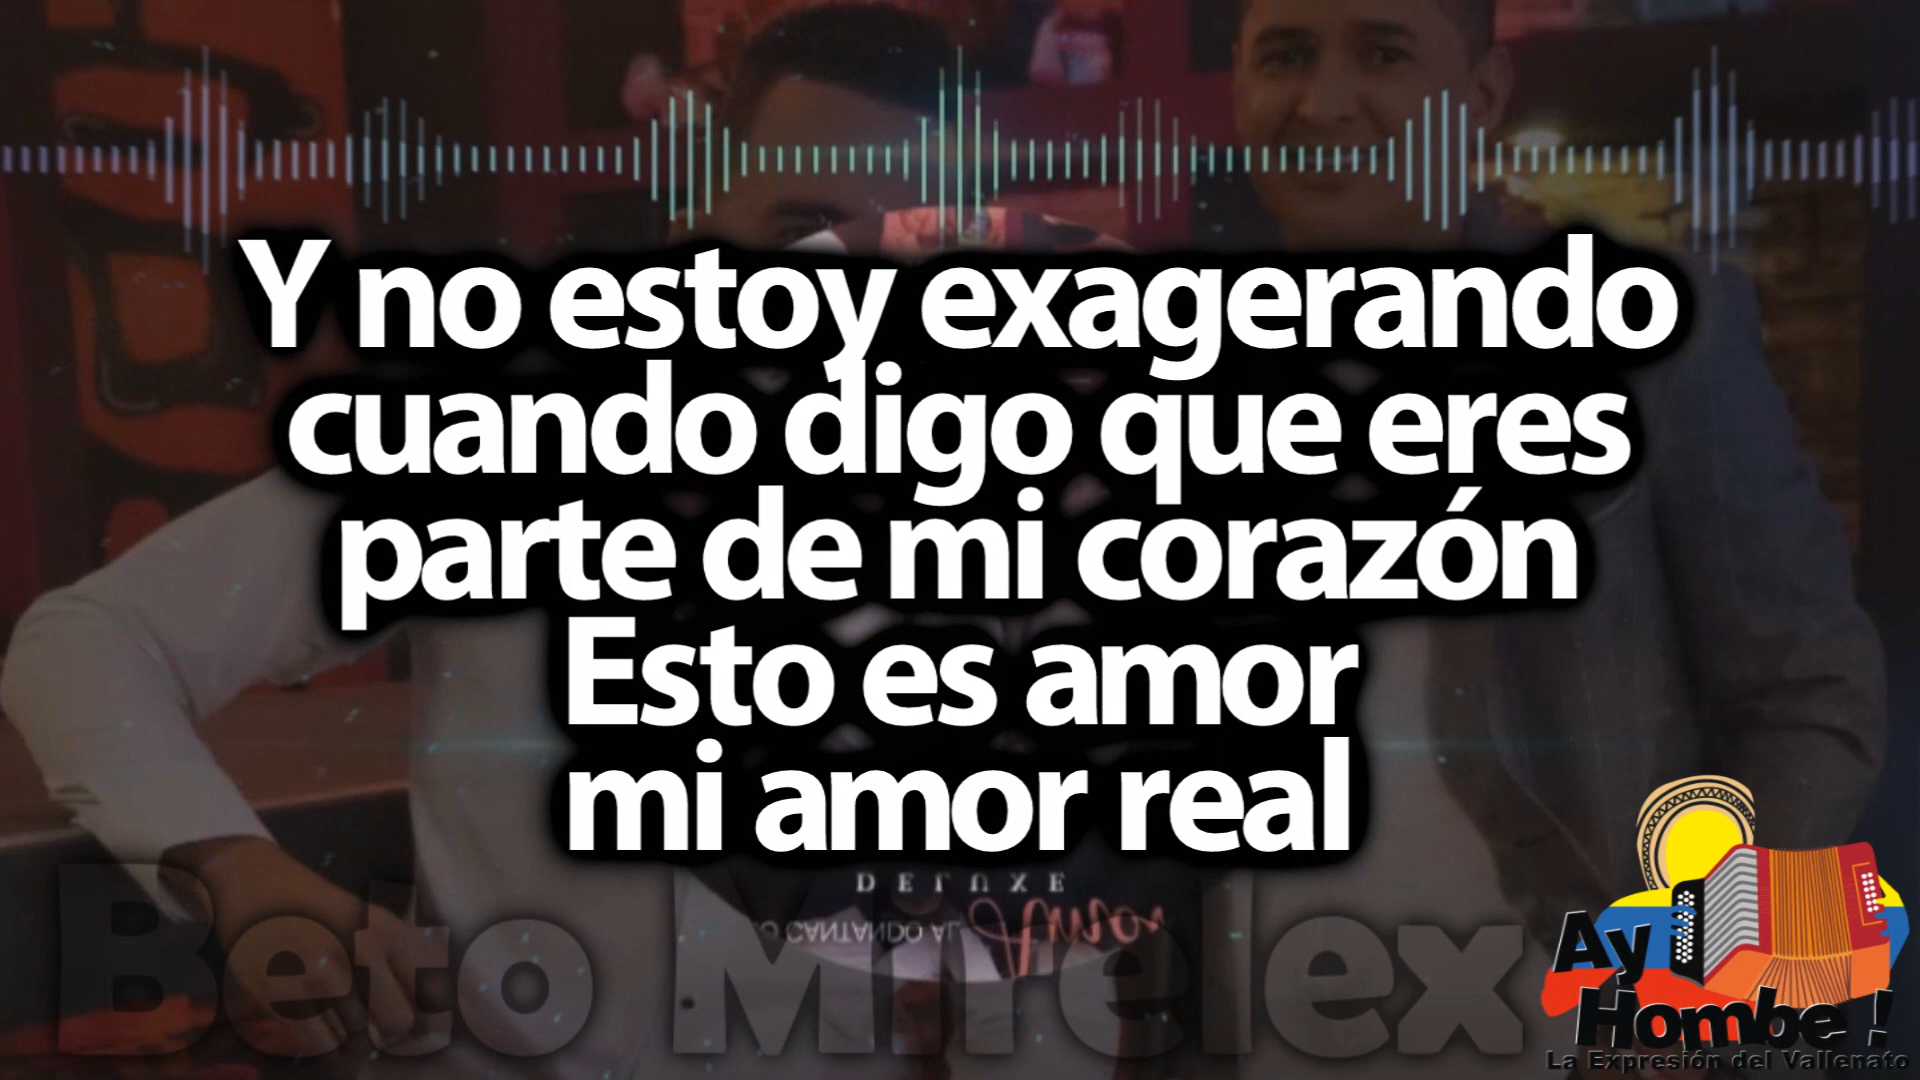 Y no estoy exagerando
cuando digo que eres
parte de mi corazón
Esto es amor
mi amor real
DELUXE
CANTANDO AL Amor
Beto Mirelex
Ay
Hombe !
La Expresión del Vallenato